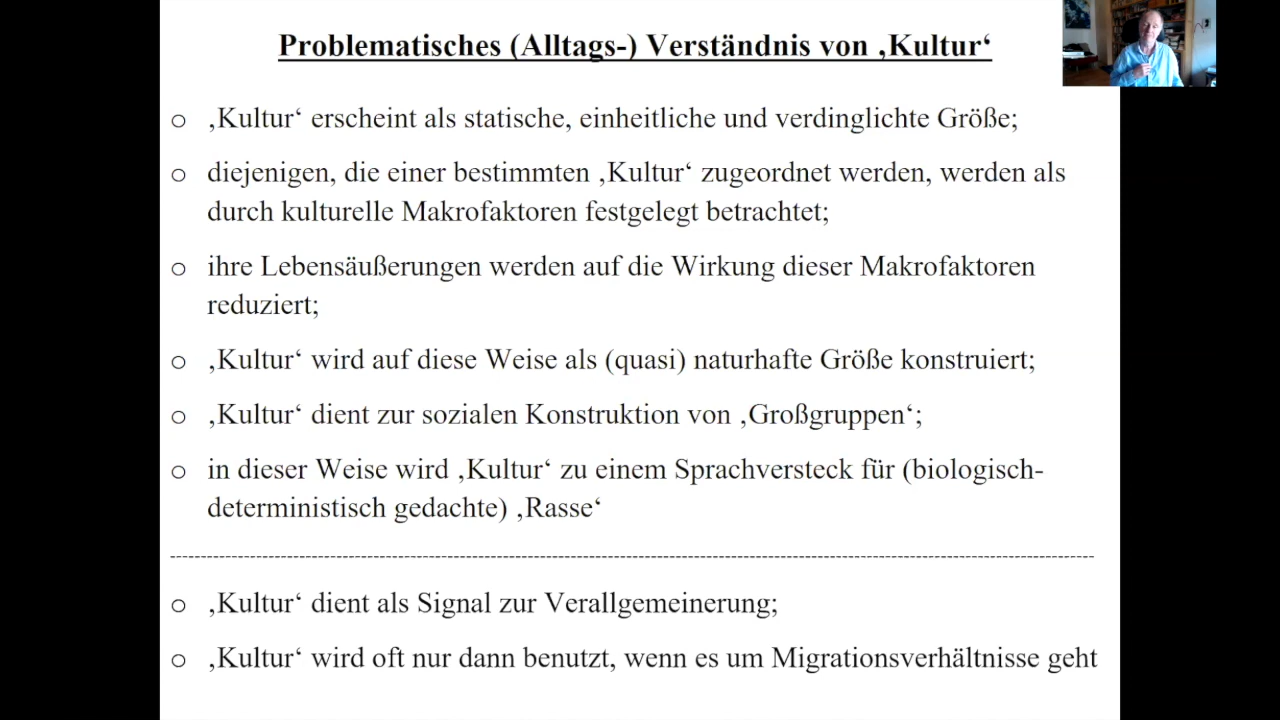 Problematisches (Alltags-) Verständnis von ‚Kultur‘
o ‚Kultur‘ erscheint als statische, einheitliche und verdinglichte Größe;
o diejenigen, die einer bestimmten ‚Kultur‘ zugeordnet werden, werden als
durch kulturelle Makrofaktoren festgelegt betrachtet;
o ihre Lebensäußerungen werden auf die Wirkung dieser Makrofaktoren
reduziert;
o ‚Kultur‘ wird auf diese Weise als (quasi) naturhafte Größe konstruiert;
o ‚Kultur‘ dient zur sozialen Konstruktion von ‚Großgruppen‘;
o in dieser Weise wird ‚Kultur‘ zu einem Sprachversteck für (biologisch-
deterministisch gedachte) ‚Rasse‘
o ‚Kultur‘ dient als Signal zur Verallgemeinerung;
o ‚Kultur‘ wird oft nur dann benutzt, wenn es um Migrationsverhältnisse geht